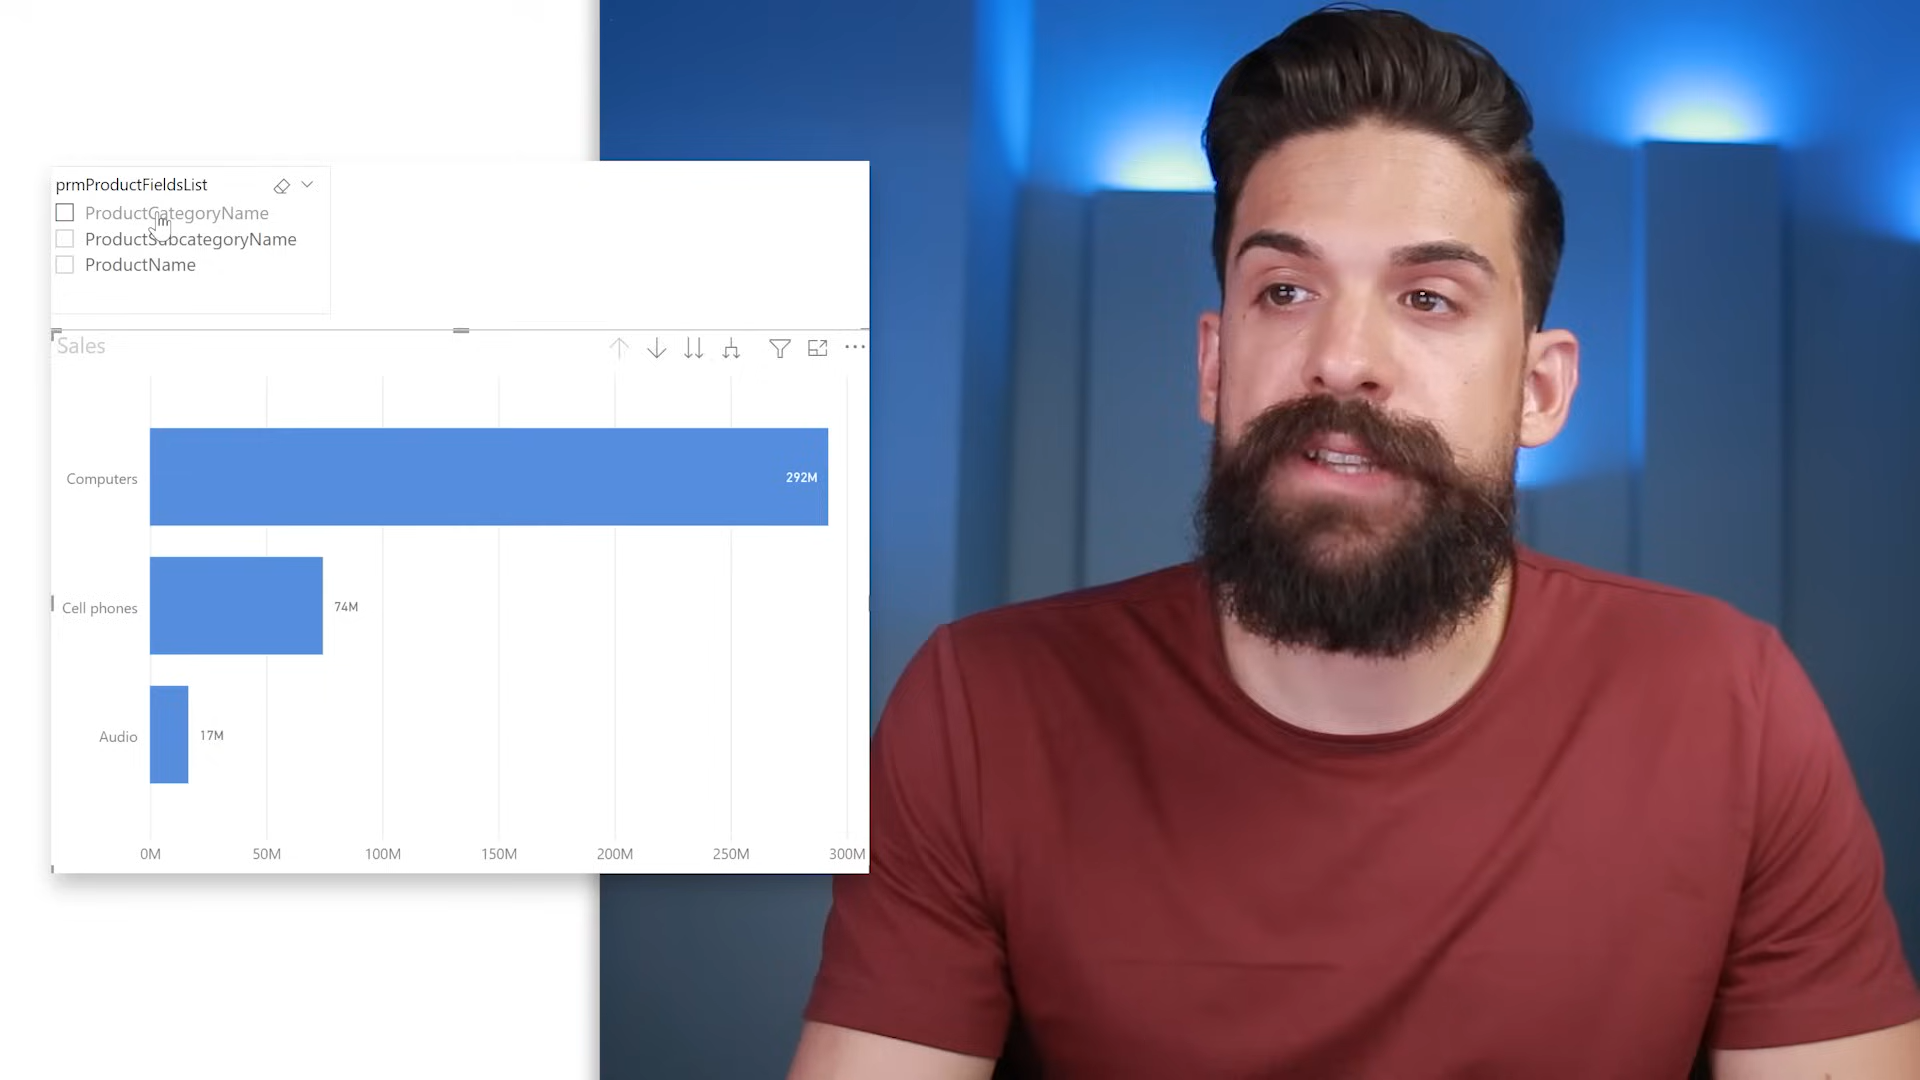 prmProductFieldsList
ProductCategoryName
ProductSubcategoryName
ProductName
Sales
Computers
292M
Cell phones
74M
Audio
17M
0M 50M 100M 150M 200M 250M 300M